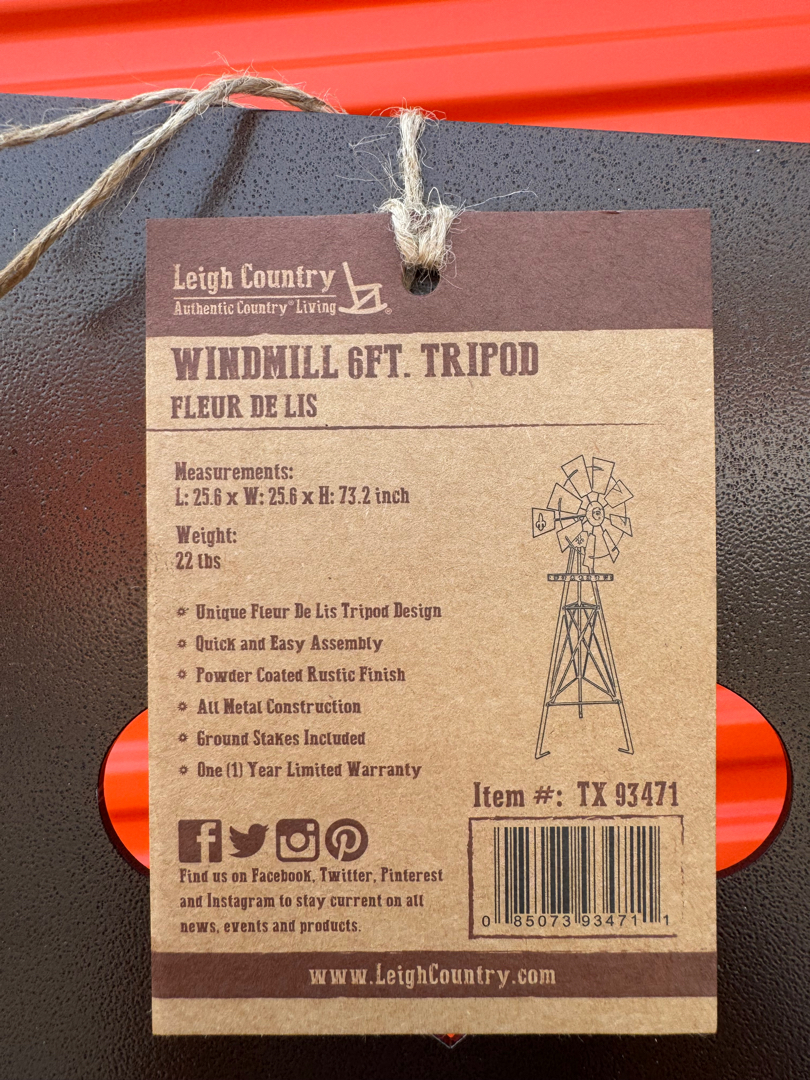 Leigh Country
Authentic Country® Living ®
WINDMILL 6FT. TRIPOD
FLEUR DE LIS
Measurements:
L: 25.6 x W: 25.6 x H: 73.2 inch
Weight:
22 lbs
Unique Fleur De Lis Tripod Design
Quick and Easy Assembly
Powder Coated Rustic Finish
All Metal Construction
Ground Stakes Included
One (1) Year Limited Warranty
Find us on Facebook, Twitter, Pinterest
and Instagram to stay current on all
news, events and products.
Item #: TX 93471
0 85073 93471 1
www.LeighCountry.com